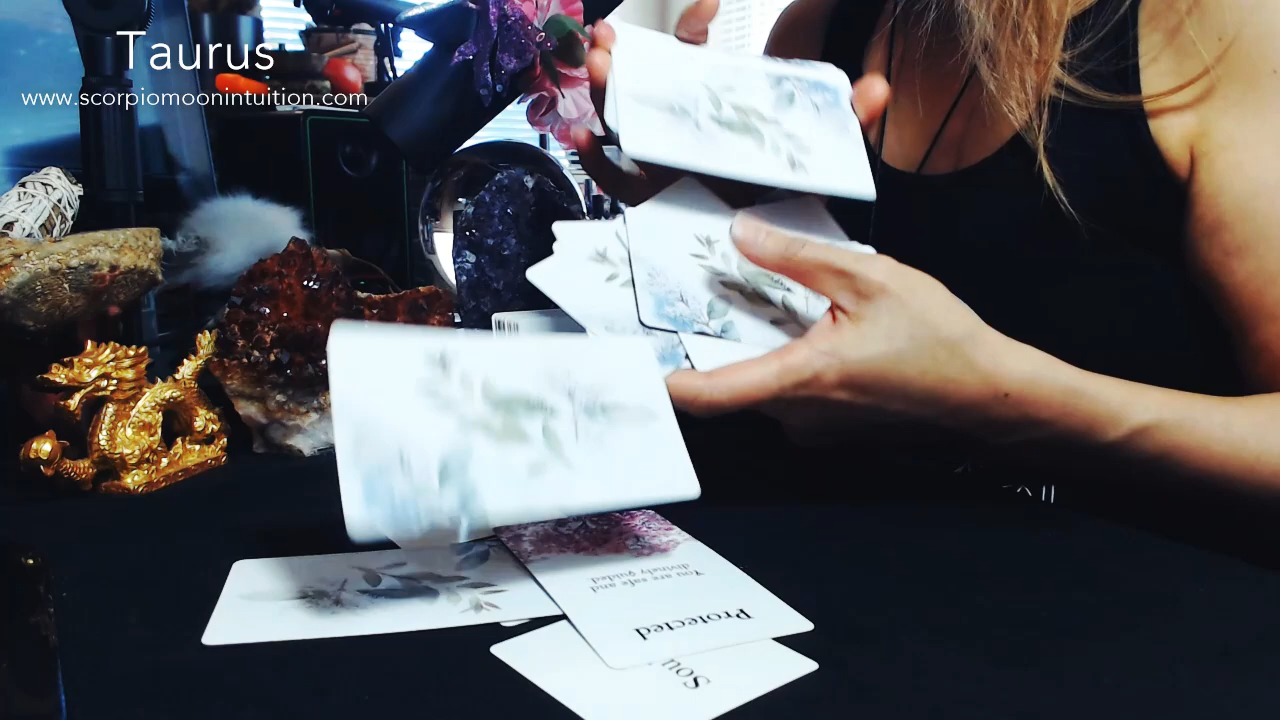 Taurus
www.scorpiomoonintuition.com
You are safe and
divinely guided.
Protected
Sou